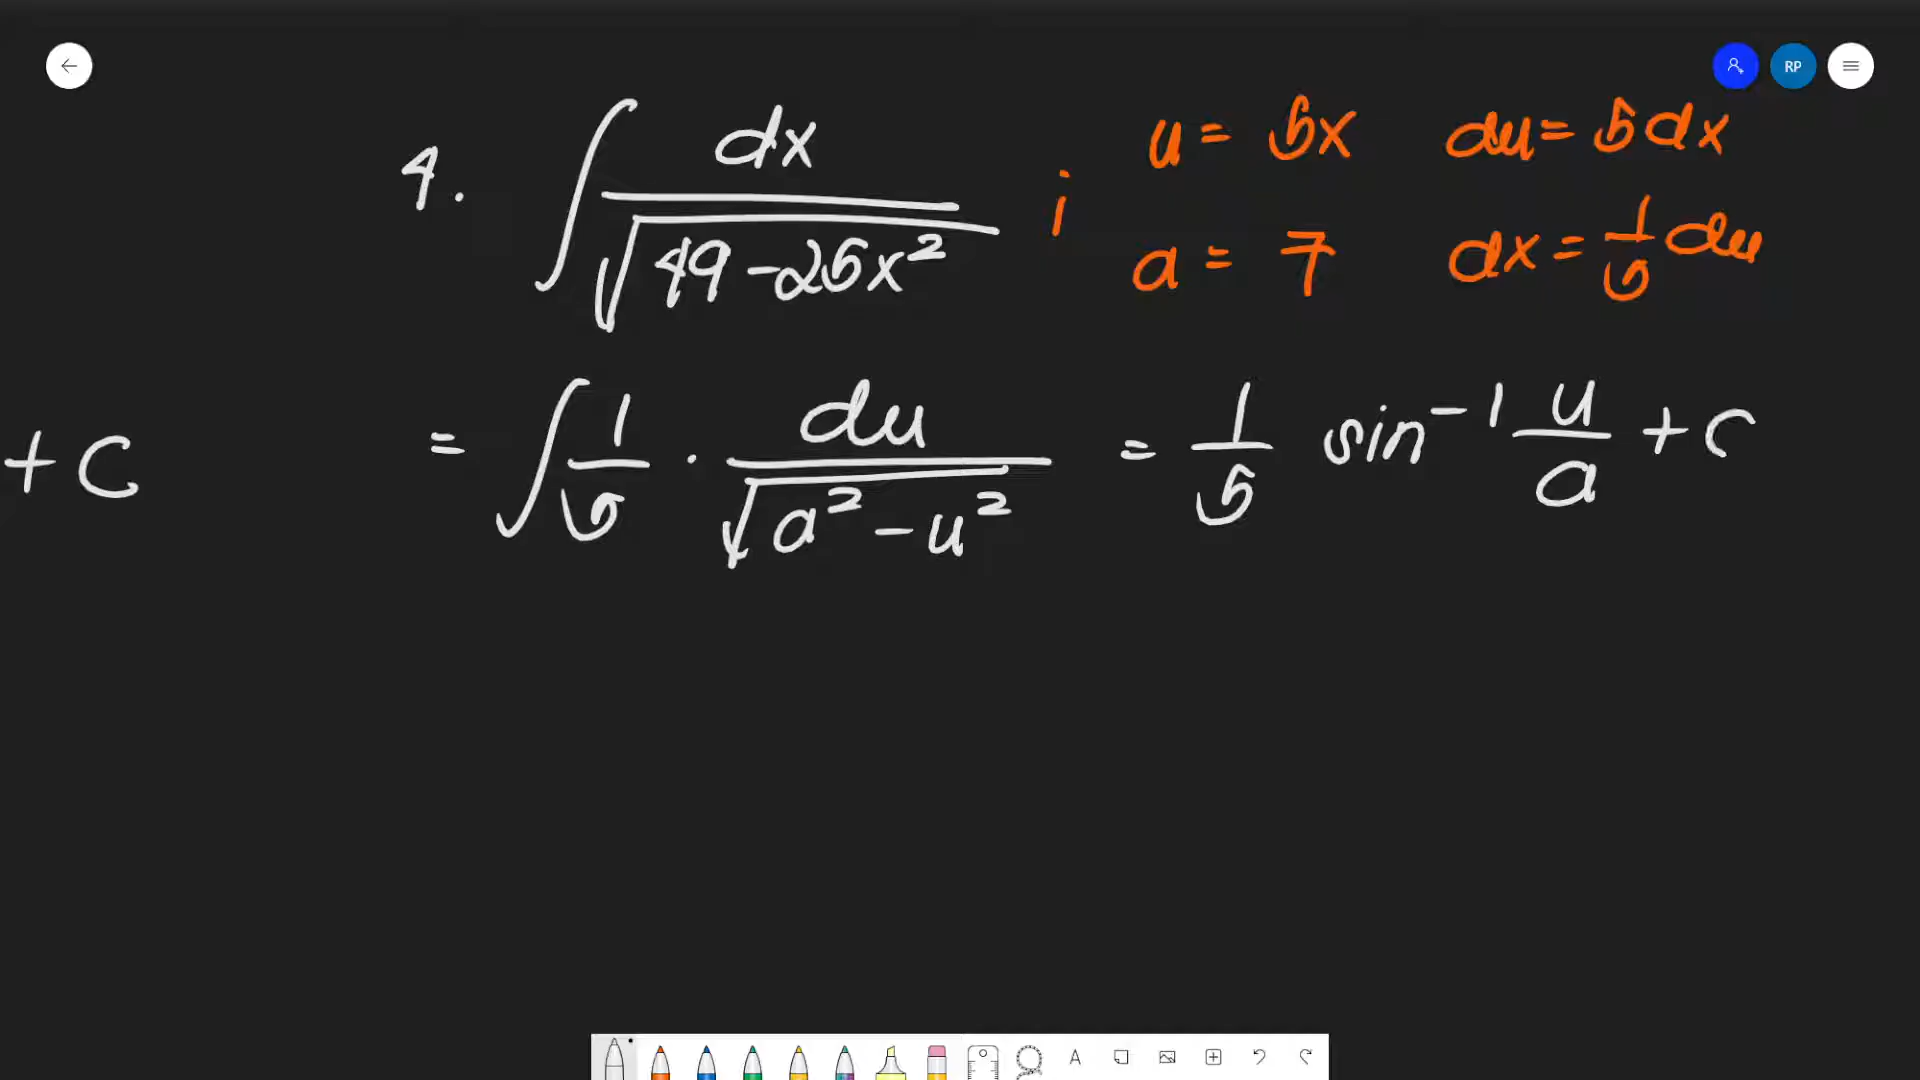 RP
4. ∫ dx / √(49 - 25x²) ; u = 5x du = 5dx
a = 7 dx = 1/5 du
+ C = ∫ 1/5 · du / √(a² - u²) = 1/5 sin⁻¹ u/a + C
A